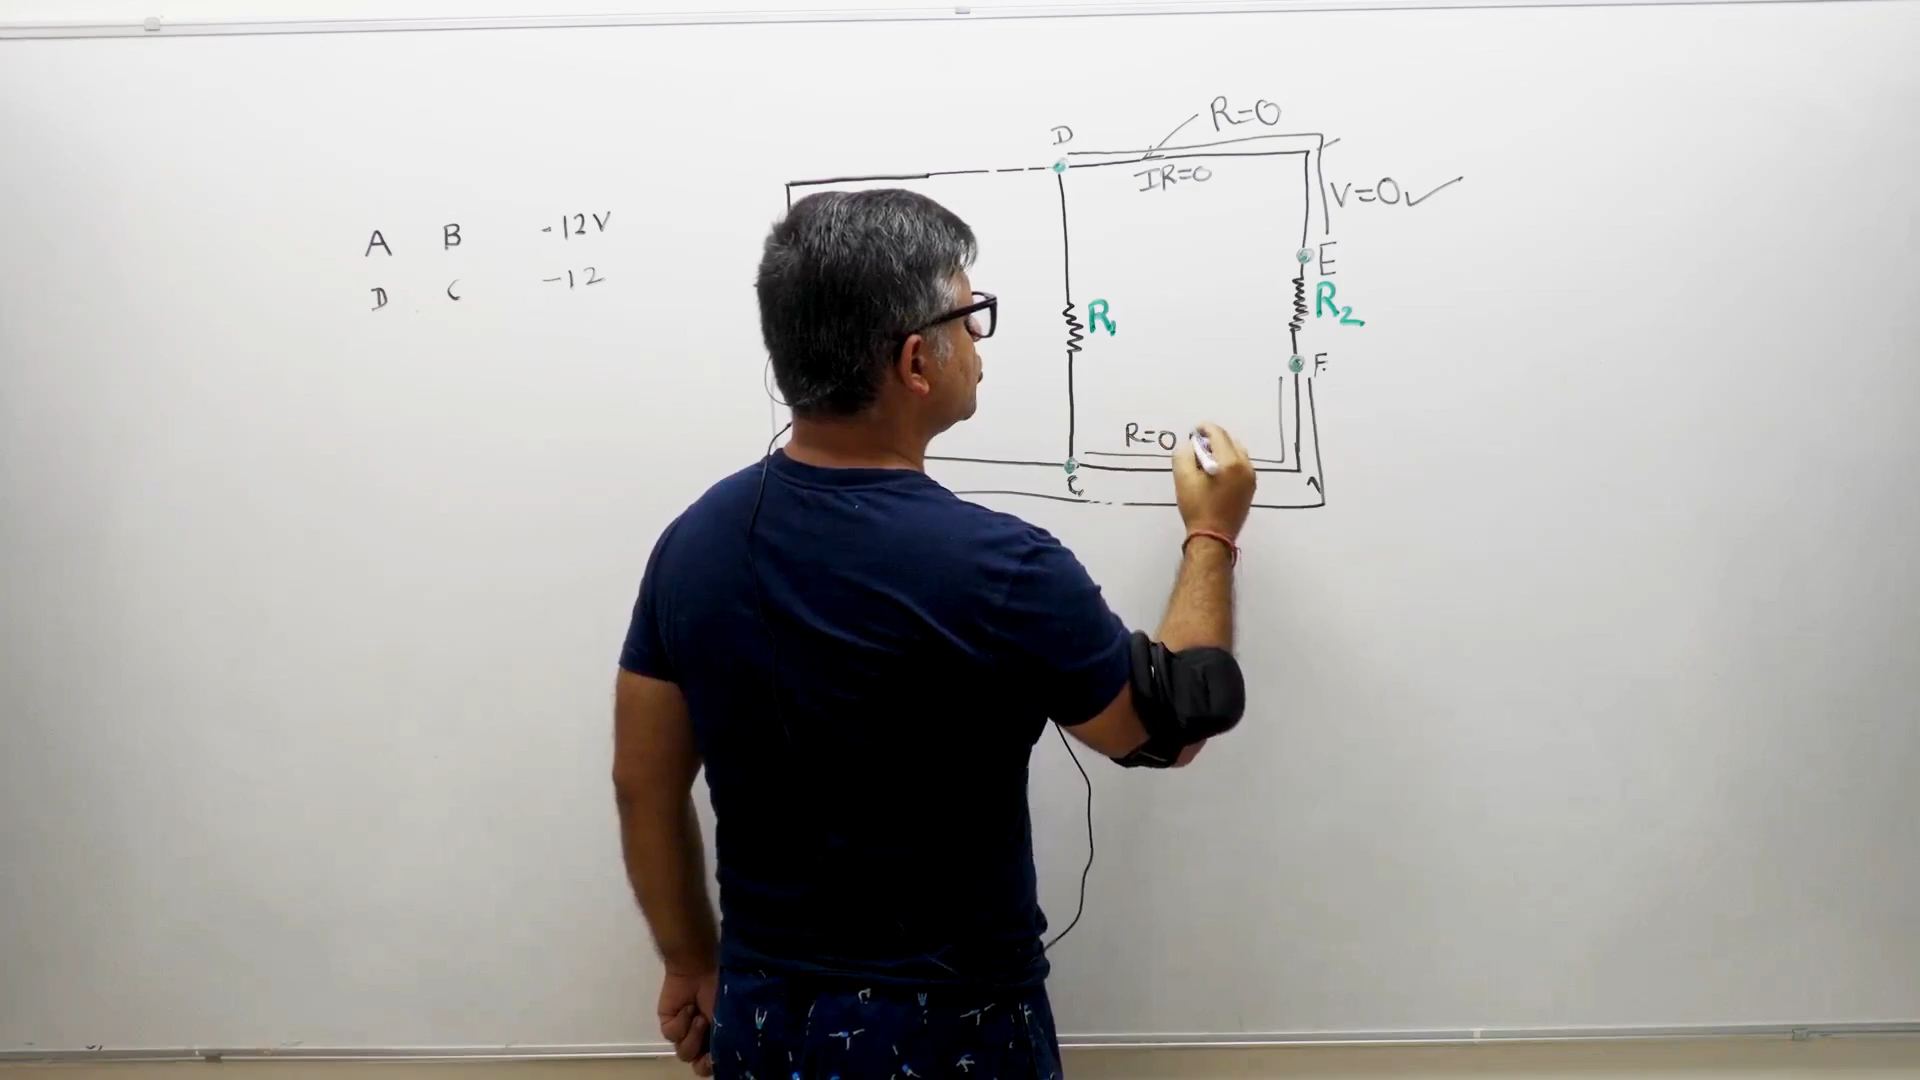 D
R=0
IR=0
V=0✓
A B -12V
D C -12
E
R2
R1
F
R=0
C